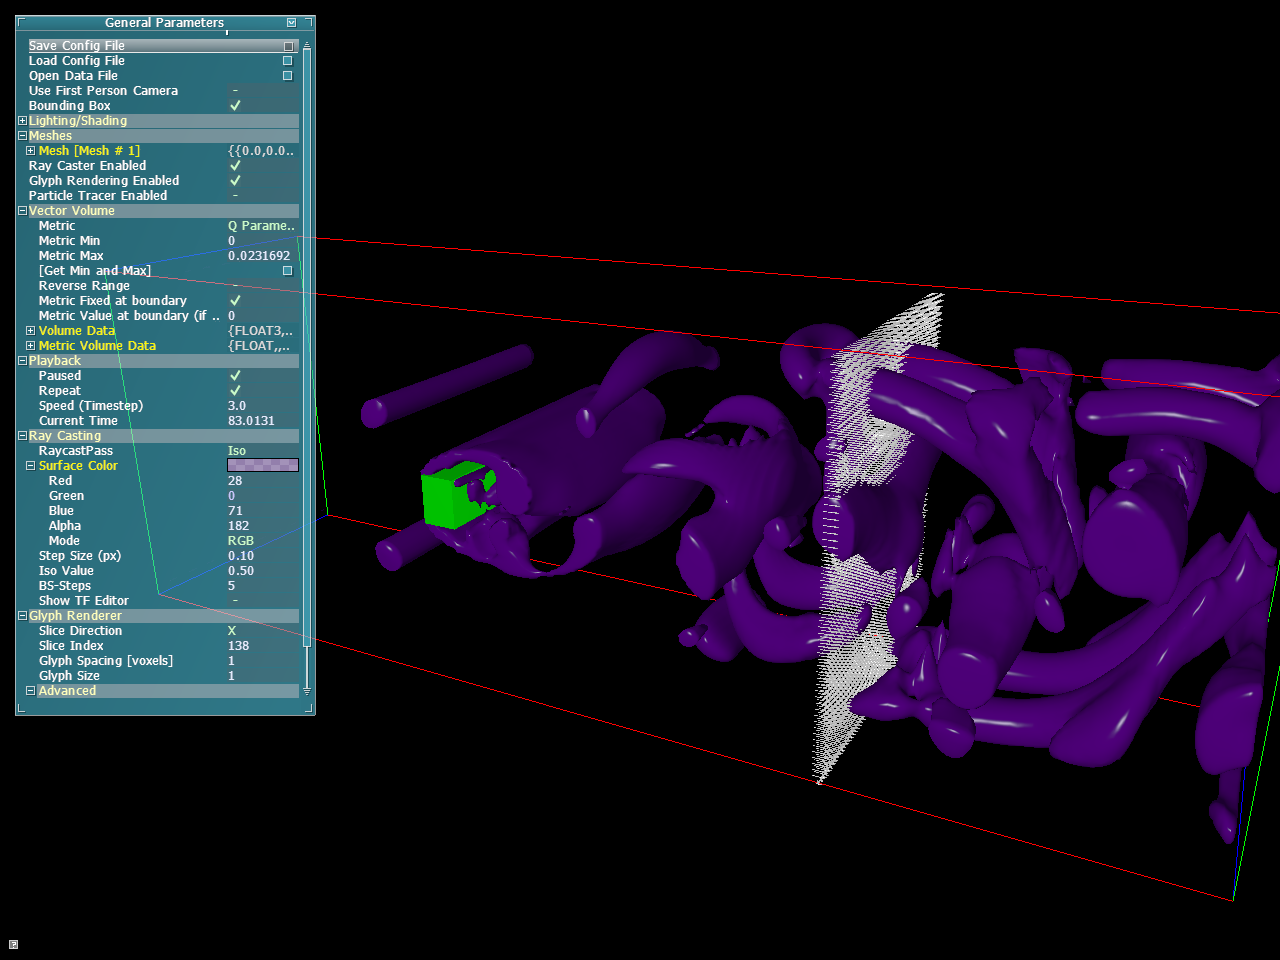 General Parameters
Save Config File
Load Config File
Open Data File
Use First Person Camera -
Bounding Box
Lighting/Shading
Meshes
Mesh [Mesh # 1] {{0.0,0.0..
Ray Caster Enabled
Glyph Rendering Enabled
Particle Tracer Enabled -
Vector Volume
Metric Q Parame..
Metric Min 0
Metric Max 0.0231692
[Get Min and Max]
Reverse Range -
Metric Fixed at boundary
Metric Value at boundary (if .. 0
Volume Data {FLOAT3,..
Metric Volume Data {FLOAT,,..
Playback
Paused
Repeat
Speed (Timestep) 3.0
Current Time 83.0131
Ray Casting
RaycastPass Iso
Surface Color
Red 28
Green 0
Blue 71
Alpha 182
Mode RGB
Step Size (px) 0.10
Iso Value 0.50
BS-Steps 5
Show TF Editor -
Glyph Renderer
Slice Direction X
Slice Index 138
Glyph Spacing [voxels] 1
Glyph Size 1
Advanced
?